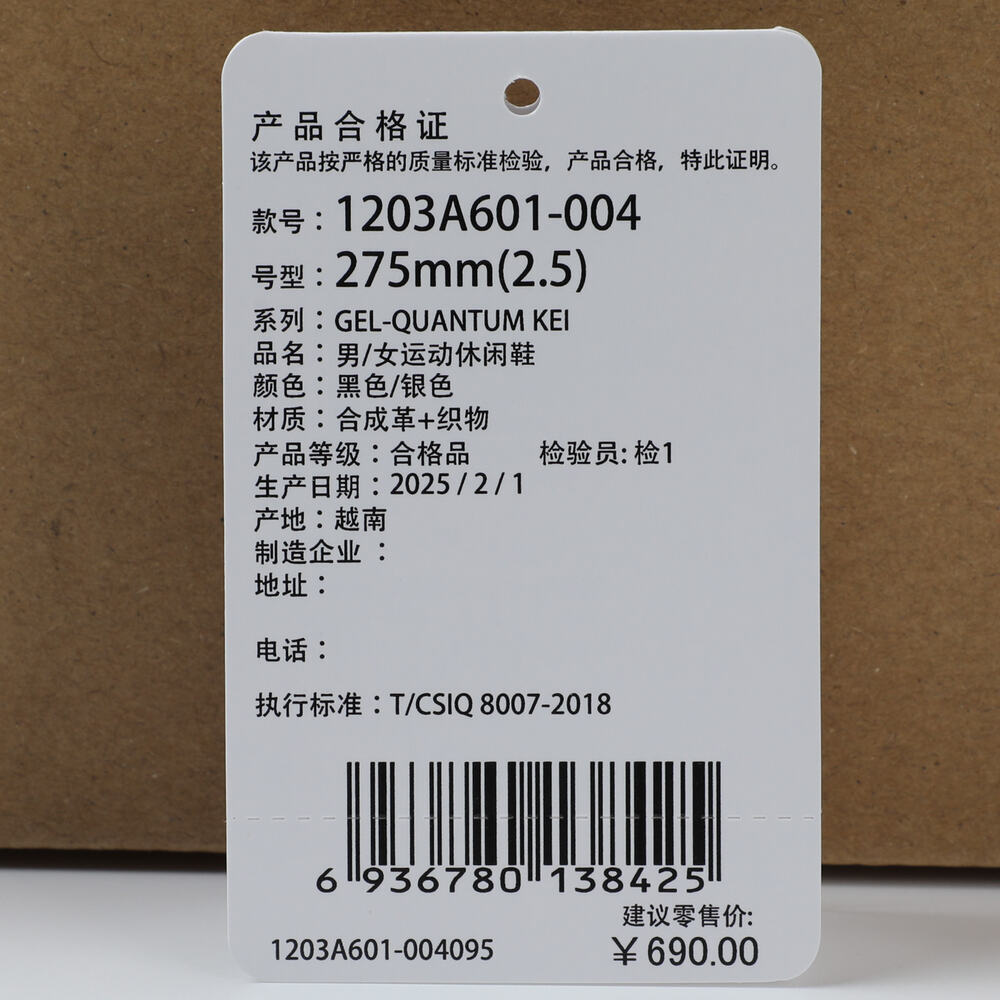 产品合格证
该产品按严格的质量标准检验，产品合格，特此证明。
款号：1203A601-004
号型：275mm(2.5)
系列：GEL-QUANTUM KEI
品名：男/女运动休闲鞋
颜色：黑色/银色
材质：合成革+织物
产品等级：合格品 检验员: 检1
生产日期：2025 / 2 / 1
产地：越南
制造企业 ：
地址：
电话：
执行标准：T/CSIQ 8007-2018
6 936780 138425
建议零售价:
1203A601-004095 ￥690.00